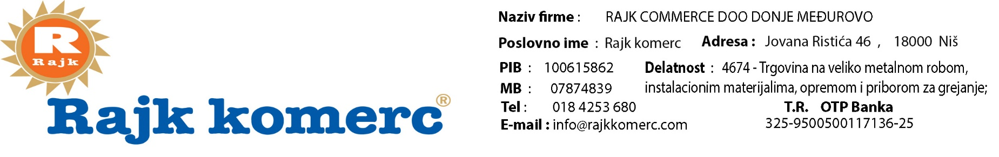 R
Rajk
Rajk komerc®
Naziv firme : RAJK COMMERCE DOO DONJE MEĐUROVO
Poslovno ime : Rajk komerc Adresa : Jovana Ristića 46 , 18000 Niš
PIB : 100615862
MB : 07874839
Tel : 018 4253 680
E-mail : info@rajkkomerc.com
Delatnost : 4674 - Trgovina na veliko metalnom robom,
instalacionim materijalima, opremom i priborom za grejanje;
T.R. OTP Banka
325-9500500117136-25